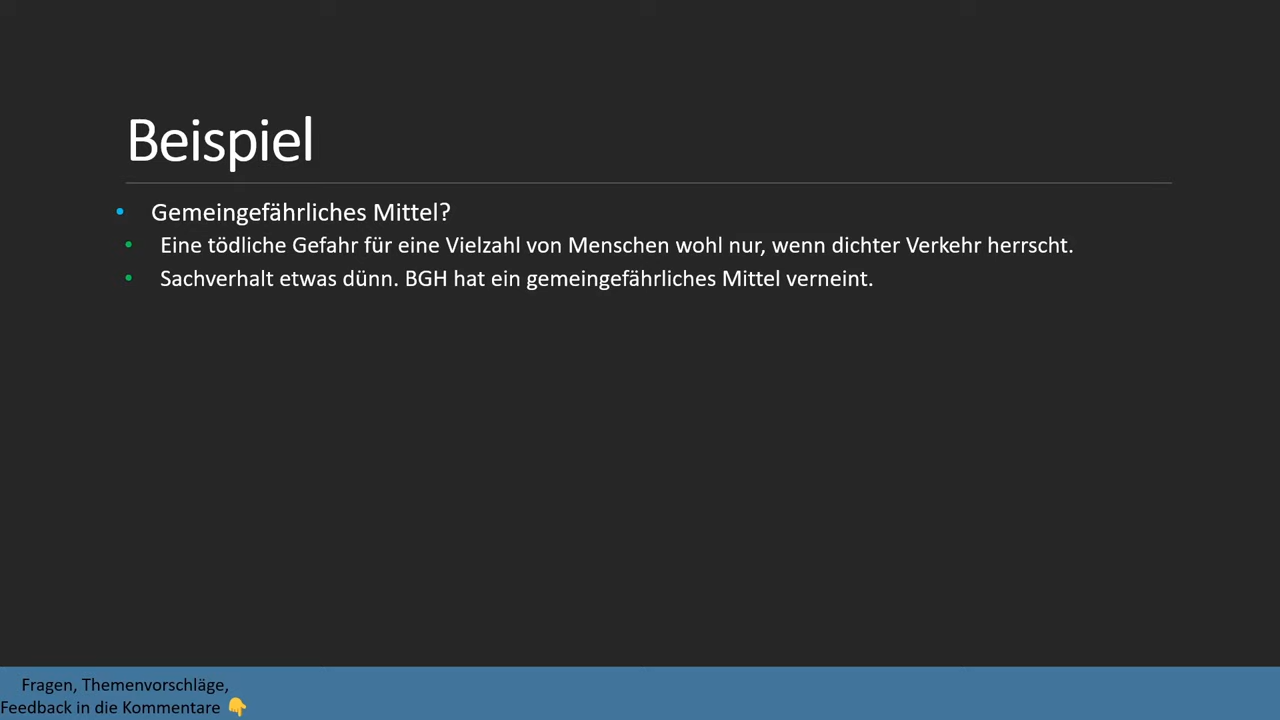 Beispiel
• Gemeingefährliches Mittel?
• Eine tödliche Gefahr für eine Vielzahl von Menschen wohl nur, wenn dichter Verkehr herrscht.
• Sachverhalt etwas dünn. BGH hat ein gemeingefährliches Mittel verneint.
Fragen, Themenvorschläge,
Feedback in die Kommentare 👇